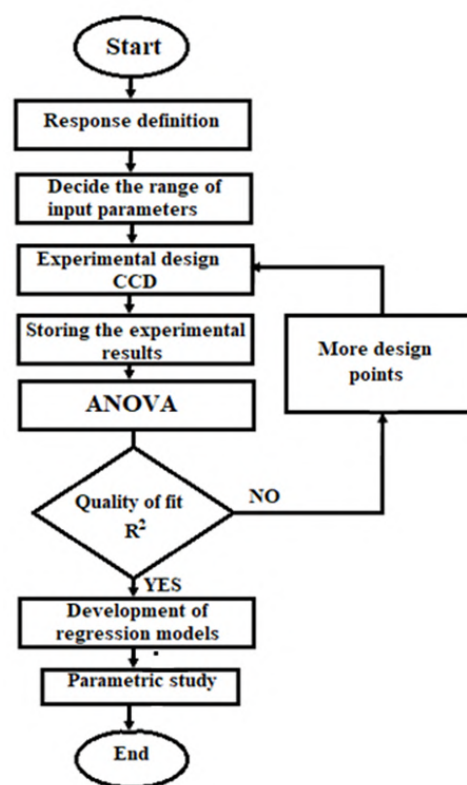 Start
Response definition
Decide the range of
input parameters
Experimental design
CCD
Storing the experimental
results
More design
points
ANOVA
Quality of fit
R²
NO
YES
Development of
regression models
Parametric study
End